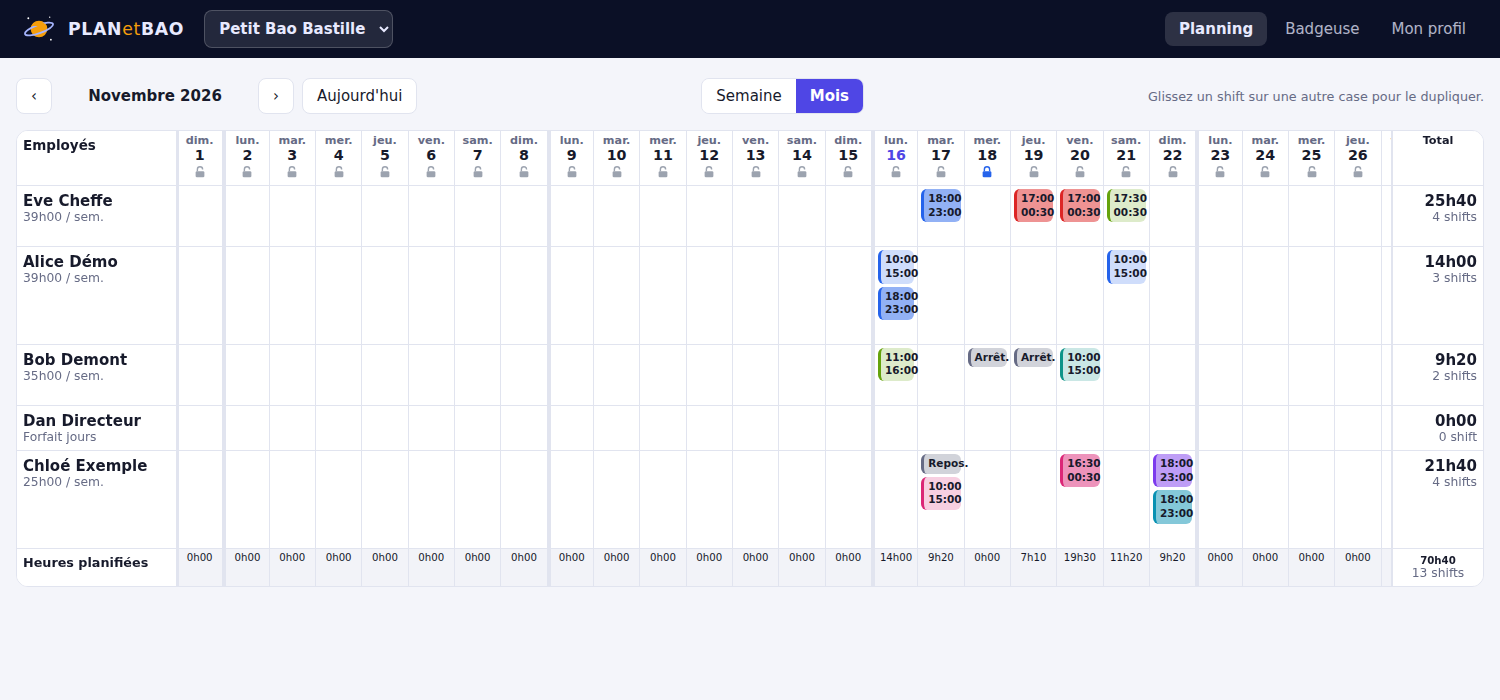 PLANetBAO Petit Bao Bastille Planning Badgeuse Mon profil
‹ Novembre 2026 › Aujourd'hui Semaine Mois Glissez un shift sur une autre case pour le dupliquer.
Employés dim. lun. mar. mer. jeu. ven. sam. dim. lun. mar. mer. jeu. ven. sam. dim. lun. mar. mer. jeu. ven. sam. dim. lun. mar. mer. jeu. Total
1 2 3 4 5 6 7 8 9 10 11 12 13 14 15 16 17 18 19 20 21 22 23 24 25 26
Eve Cheffe 18:00 17:00 17:00 17:30 25h40
39h00 / sem. 23:00 00:30 00:30 00:30 4 shifts
Alice Démo 10:00 10:00 14h00
39h00 / sem. 15:00 15:00 3 shifts
18:00
23:00
Bob Demont 11:00 Arrêt. Arrêt. 10:00 9h20
35h00 / sem. 16:00 15:00 2 shifts
Dan Directeur 0h00
Forfait jours 0 shift
Chloé Exemple Repos. 16:30 18:00 21h40
25h00 / sem. 00:30 23:00 4 shifts
10:00 18:00
15:00 23:00
Heures planifiées 0h00 0h00 0h00 0h00 0h00 0h00 0h00 0h00 0h00 0h00 0h00 0h00 0h00 0h00 0h00 14h00 9h20 0h00 7h10 19h30 11h20 9h20 0h00 0h00 0h00 0h00 70h40
13 shifts